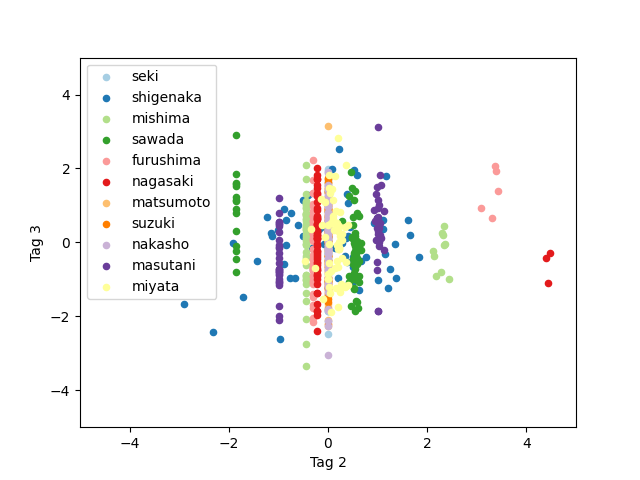 seki
shigenaka
mishima
sawada
furushima
nagasaki
matsumoto
suzuki
nakasho
masutani
miyata
4
2
0
−2
−4
Tag 3
−4
−2
0
2
4
Tag 2